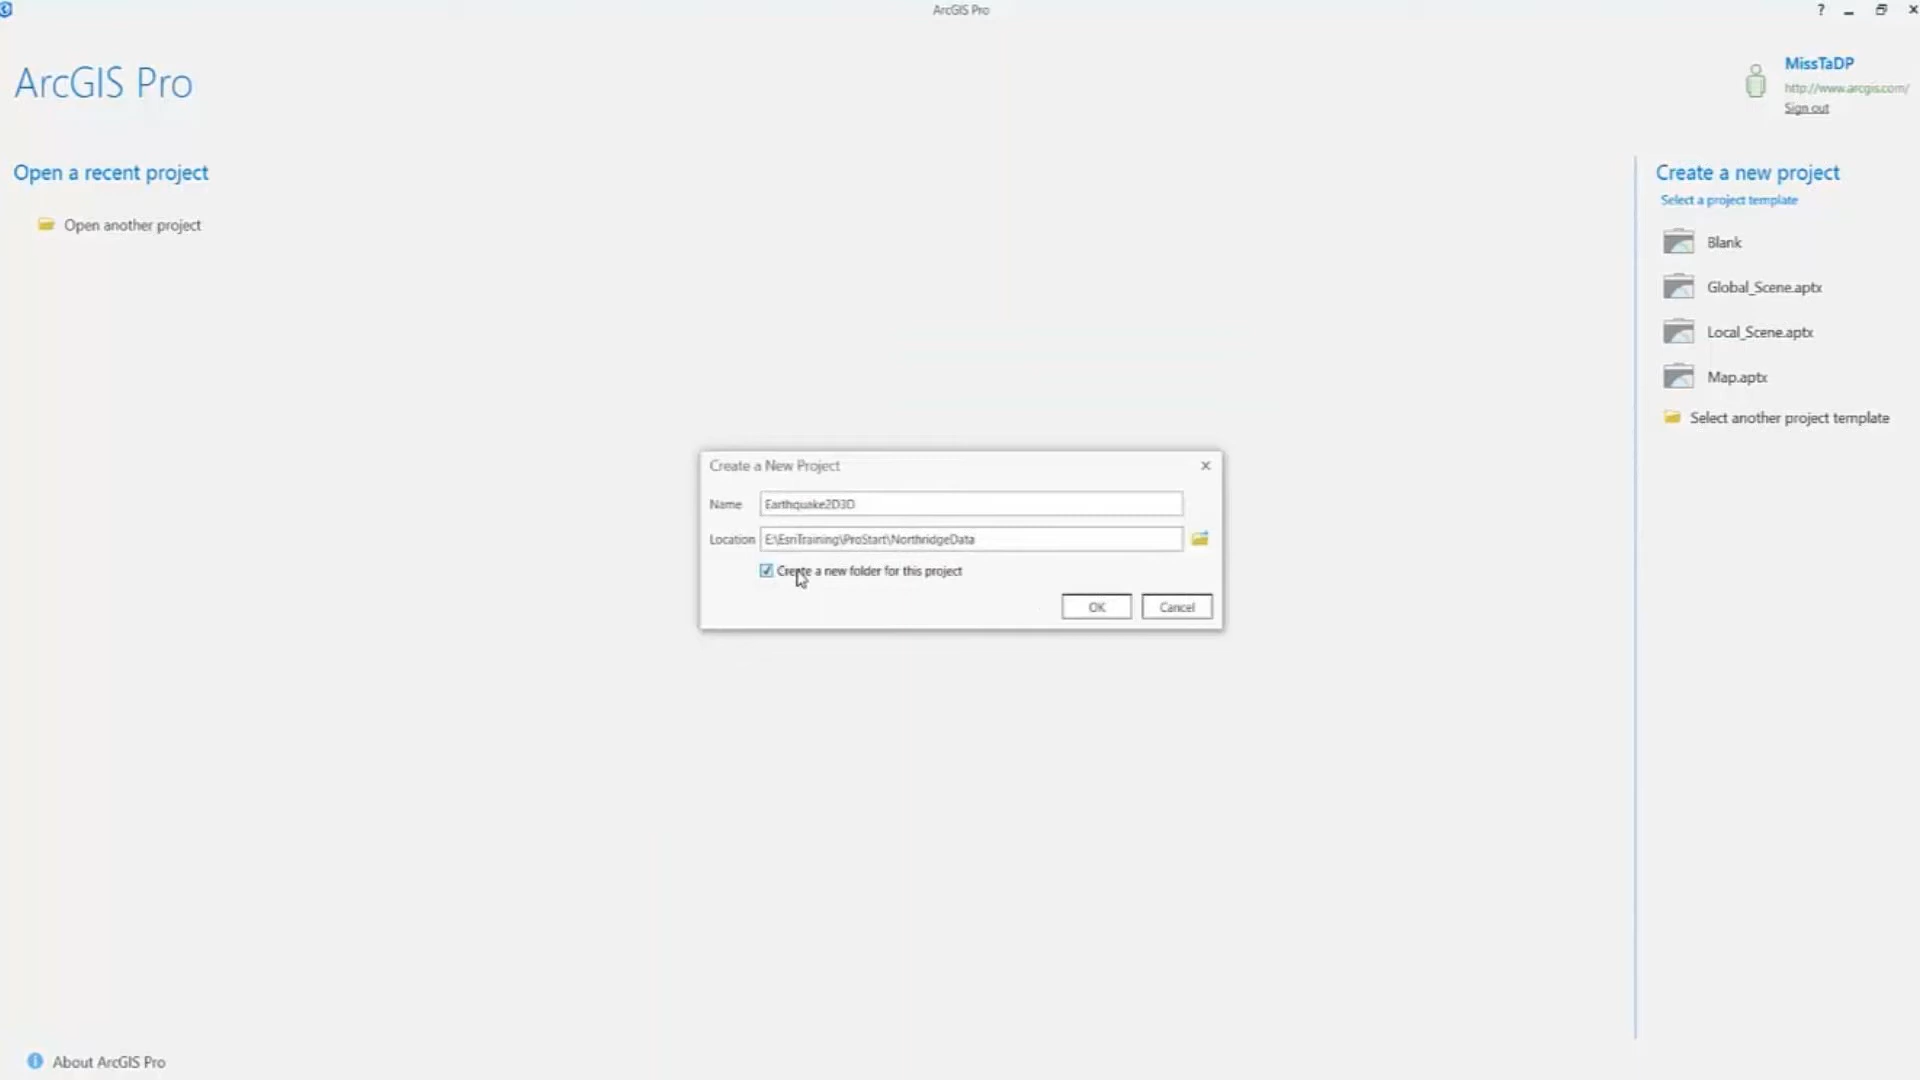 ArcGIS Pro
?
ArcGIS Pro
MissTaDP
http://www.arcgis.com/
Sign out
Open a recent project
Open another project
Create a new project
Select a project template
Blank
Global_Scene.aptx
Local_Scene.aptx
Map.aptx
Select another project template
Create a New Project
Name Earthquake2D3D
Location E:\EsriTraining\ProStart\NorthridgeData
Create a new folder for this project
OK Cancel
About ArcGIS Pro